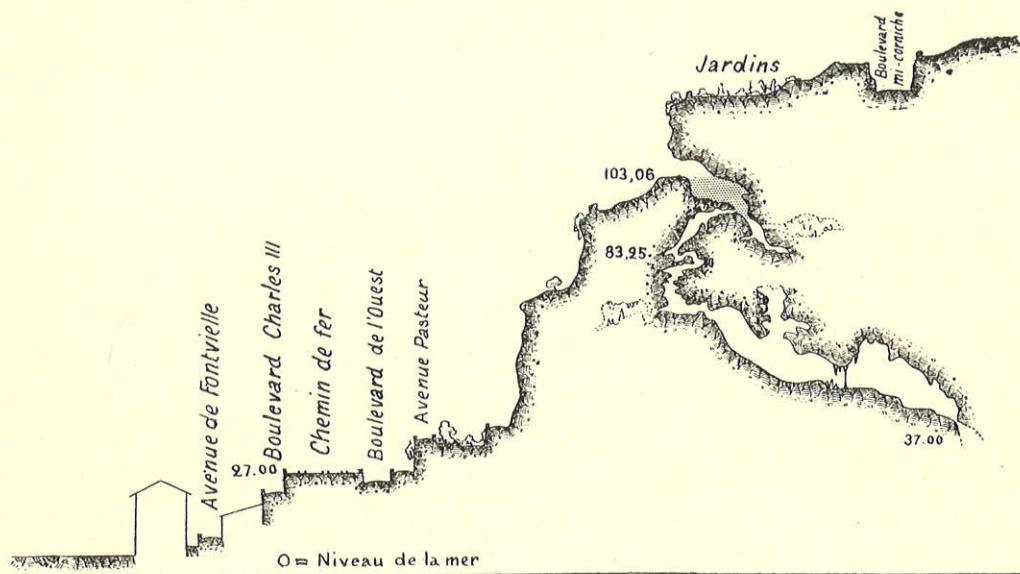 Boulevard
mi-corniche
Jardins
103,06
83,25.
Avenue de Fontvielle
Boulevard Charles III
Chemin de fer
Boulevard de l'Ouest
Avenue Pasteur
27.00
37.00
0 = Niveau de la mer